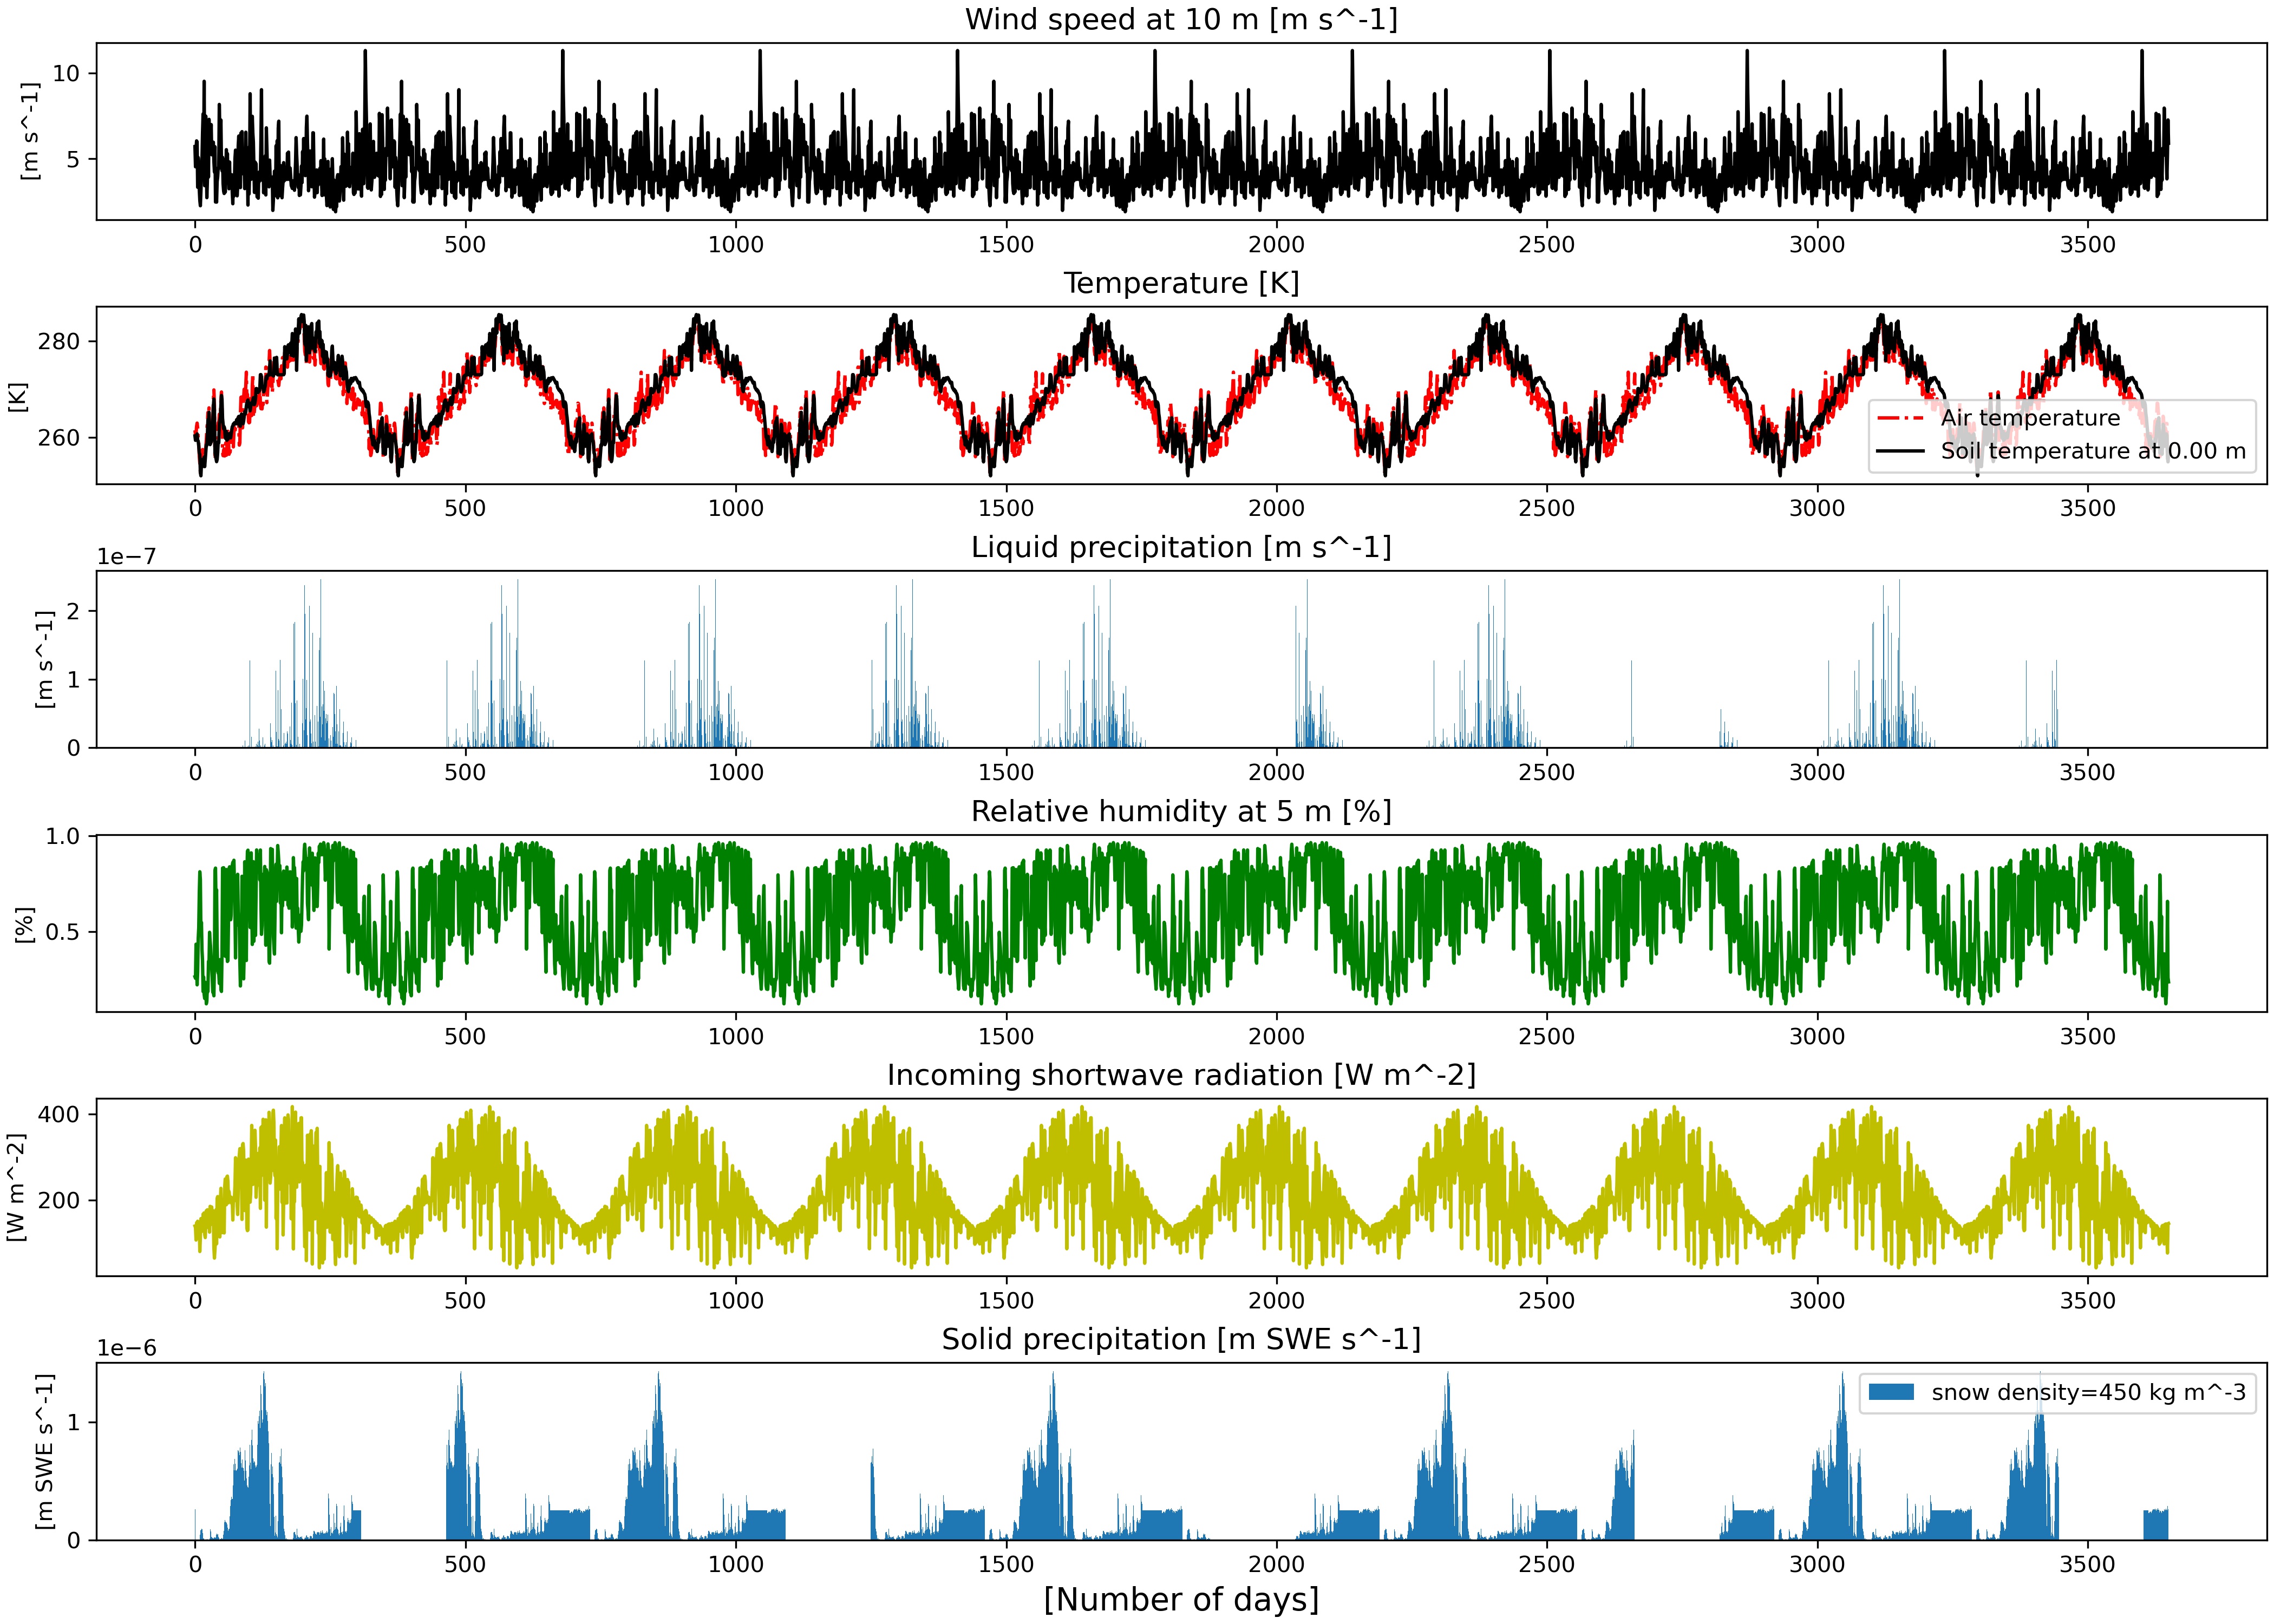 Wind speed at 10 m [m s^-1]
[m s^-1]
10
5
0 500 1000 1500 2000 2500 3000 3500
Temperature [K]
[K]
280
260
Air temperature
Soil temperature at 0.00 m
0 500 1000 1500 2000 2500 3000 3500
Liquid precipitation [m s^-1]
1e−7
[m s^-1]
2
1
0
0 500 1000 1500 2000 2500 3000 3500
Relative humidity at 5 m [%]
[%]
1.0
0.5
0 500 1000 1500 2000 2500 3000 3500
Incoming shortwave radiation [W m^-2]
[W m^-2]
400
200
0 500 1000 1500 2000 2500 3000 3500
Solid precipitation [m SWE s^-1]
1e−6
[m SWE s^-1]
1
0
snow density=450 kg m^-3
0 500 1000 1500 2000 2500 3000 3500
[Number of days]